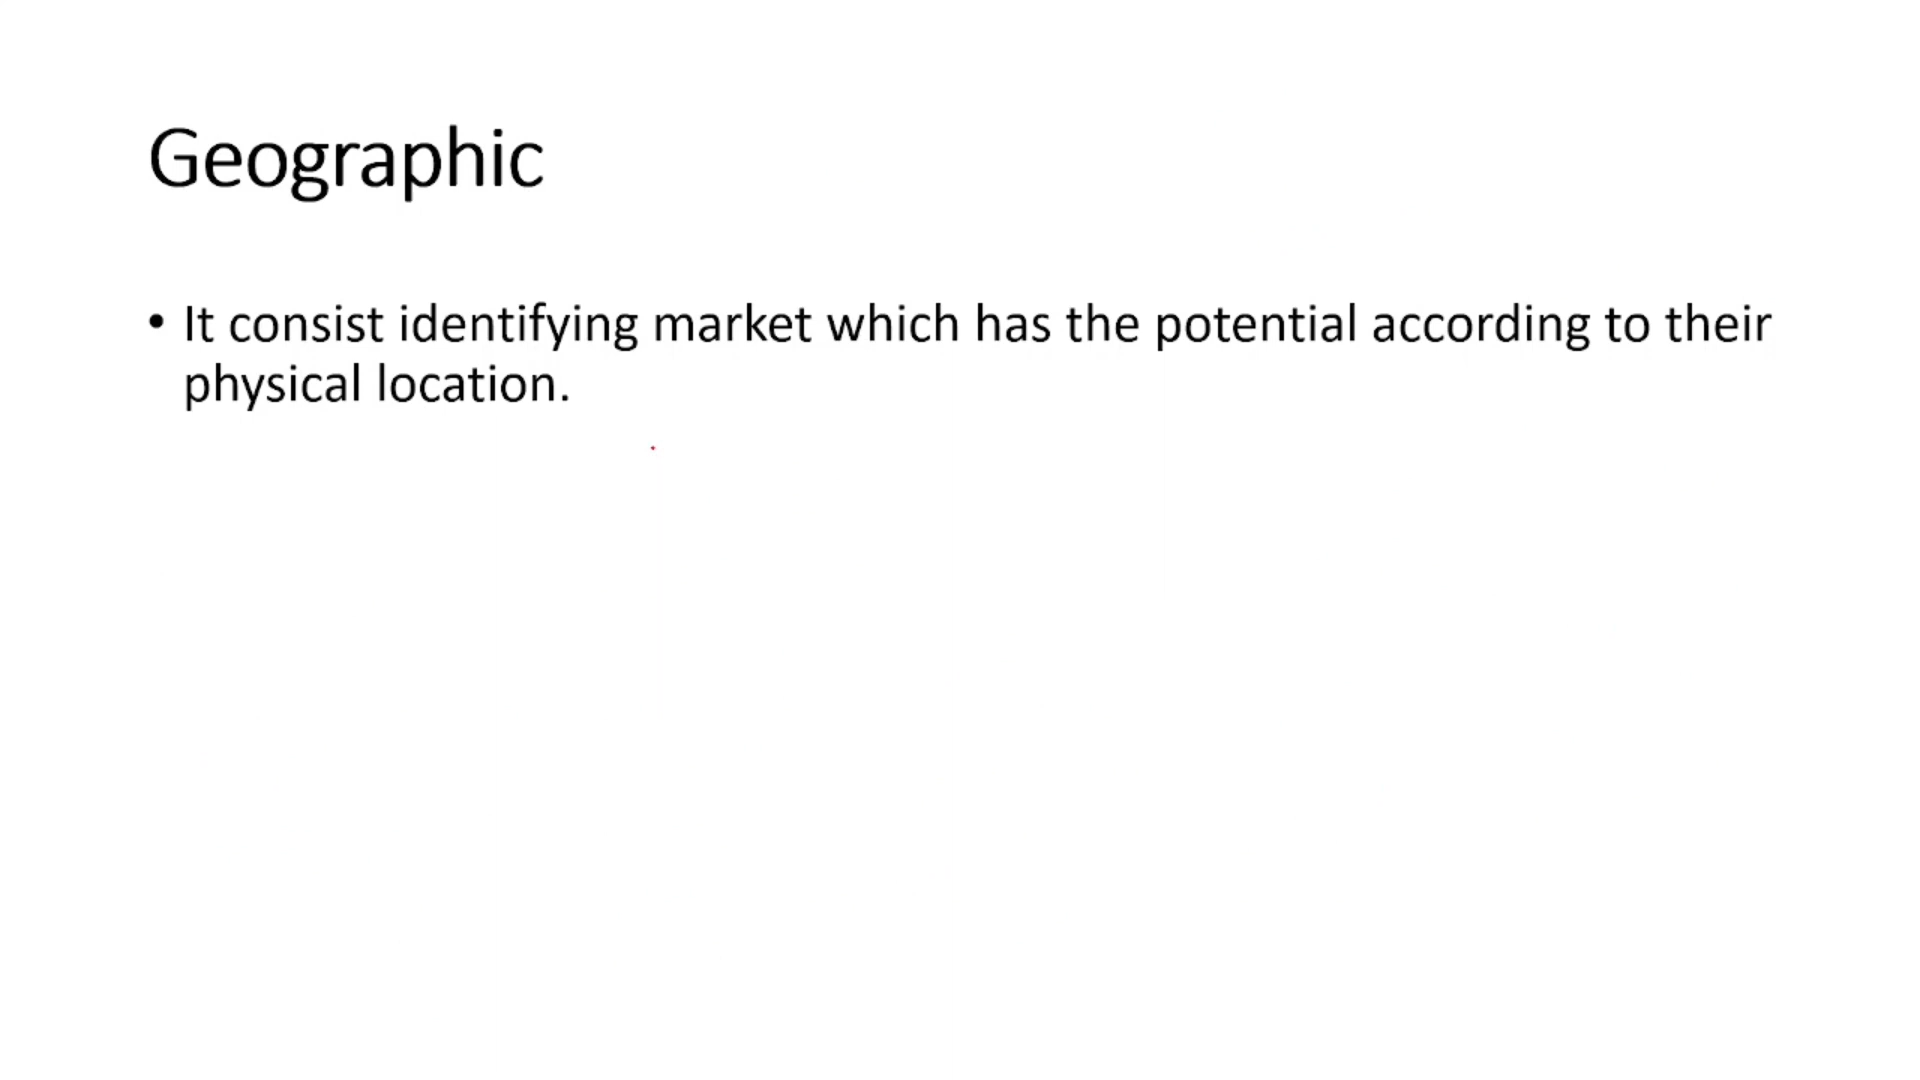 Geographic
• It consist identifying market which has the potential according to their
physical location.